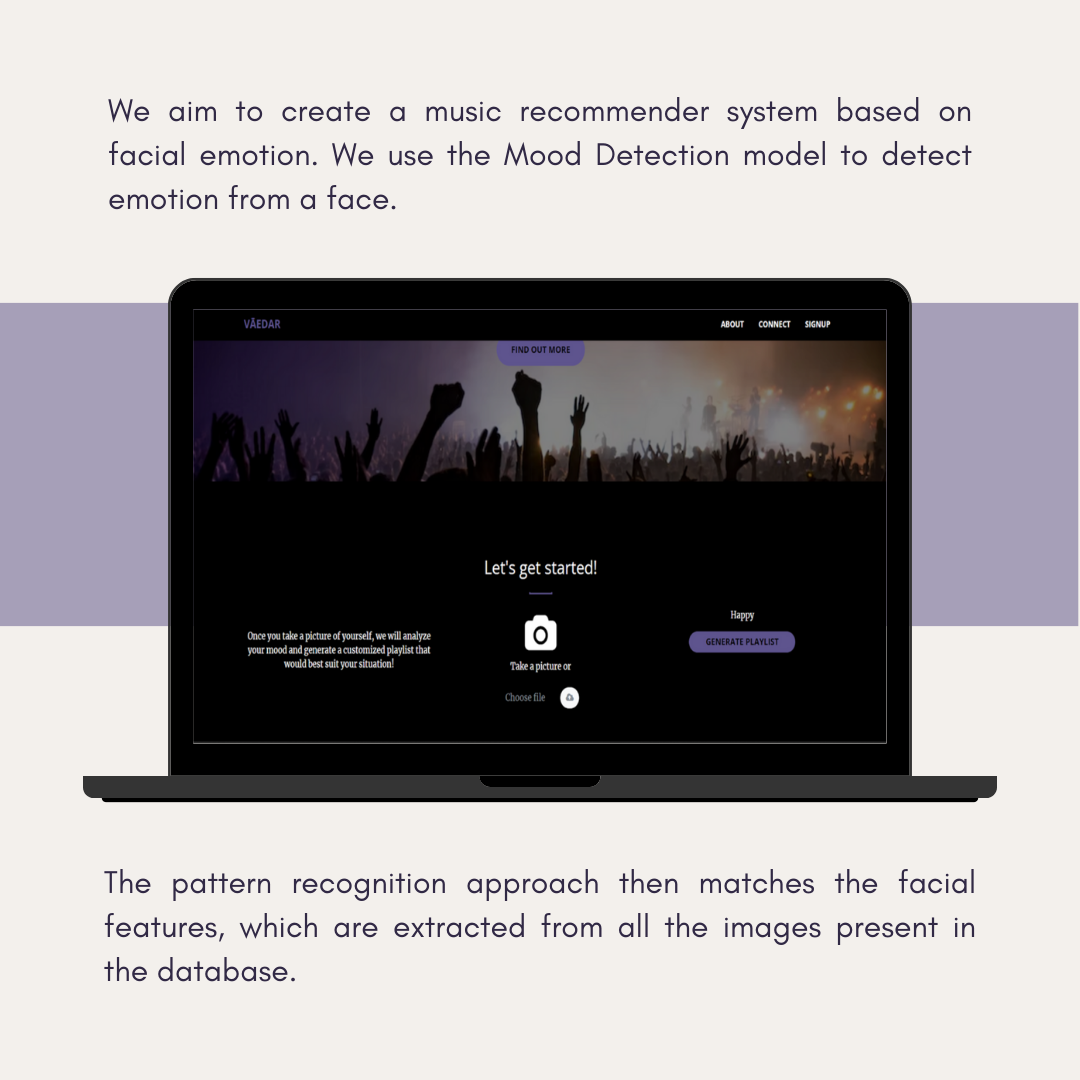 We aim to create a music recommender system based on
facial emotion. We use the Mood Detection model to detect
emotion from a face.
VÃEDAR
ABOUT CONNECT SIGNUP
FIND OUT MORE
Let's get started!
Once you take a picture of yourself, we will analyze
your mood and generate a customized playlist that
would best suit your situation!
Take a picture or
Choose file
Happy
GENERATE PLAYLIST
The pattern recognition approach then matches the facial
features, which are extracted from all the images present in
the database.